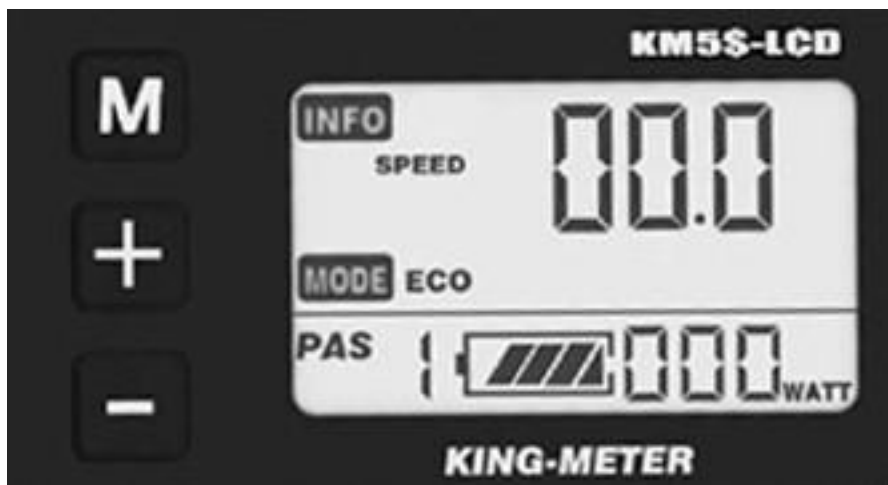 KM5S-LCD
M
INFO
SPEED
00.0
+
MODE ECO
PAS 1 000 WATT
-
KING-METER